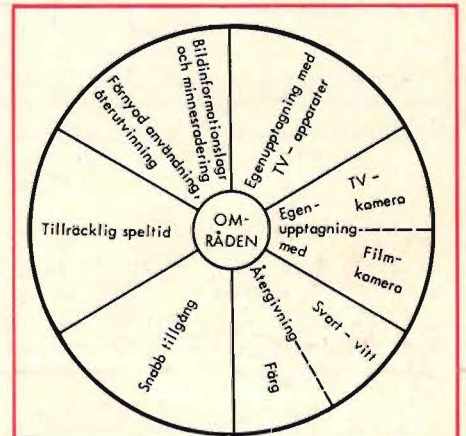 Bildinformationslagr
och minnesradering
Förnyad användning,
återutvinning
Egenupptagning med
TV - apparater
TV -
kamera
Egen-
upptagning
med
Film-
kamera
OM-
RÅDEN
Tillräcklig speltid
Återgivning
Svart - vitt
Färg
Snabb tillgång